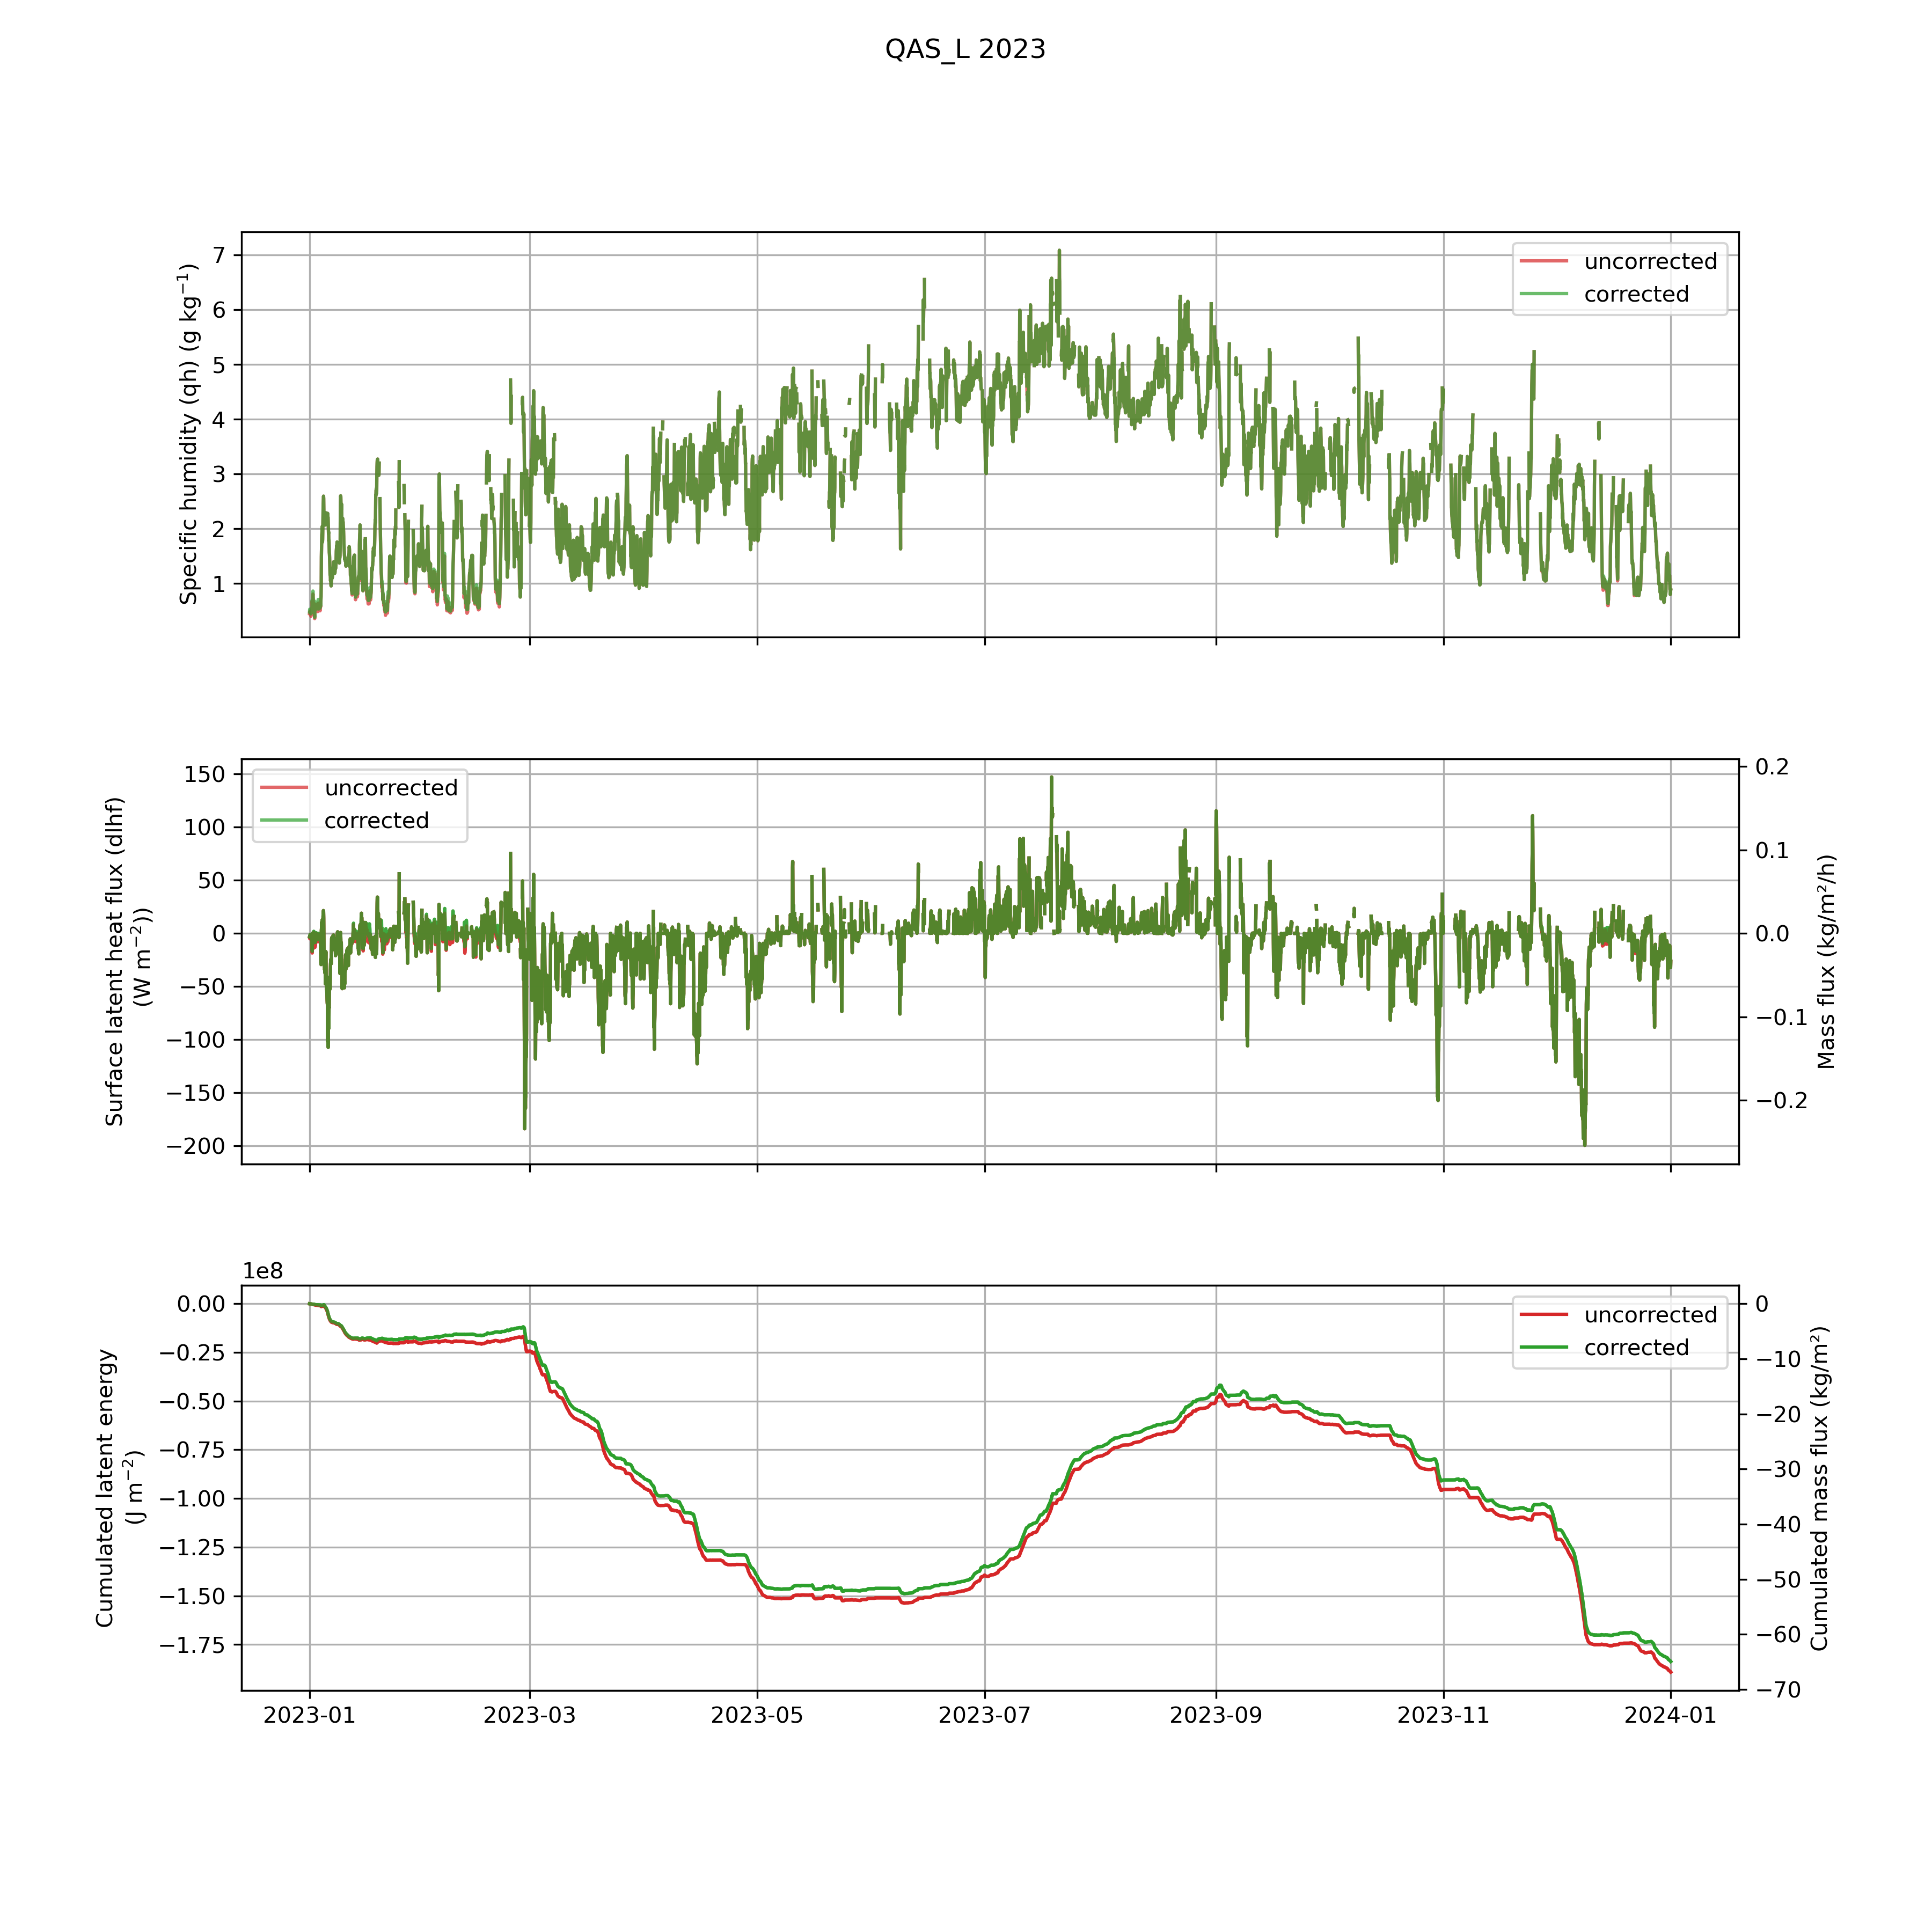 QAS_L 2023
Specific humidity (qh) (g kg⁻¹)
7
6
5
4
3
2
1
uncorrected
corrected
Surface latent heat flux (dlhf)
(W m⁻²))
150
100
50
0
−50
−100
−150
−200
uncorrected
corrected
0.2
0.1
0.0
−0.1
−0.2
Mass flux (kg/m²/h)
1e8
Cumulated latent energy
(J m⁻²)
0.00
−0.25
−0.50
−0.75
−1.00
−1.25
−1.50
−1.75
uncorrected
corrected
0
−10
−20
−30
−40
−50
−60
−70
Cumulated mass flux (kg/m²)
2023-01 2023-03 2023-05 2023-07 2023-09 2023-11 2024-01